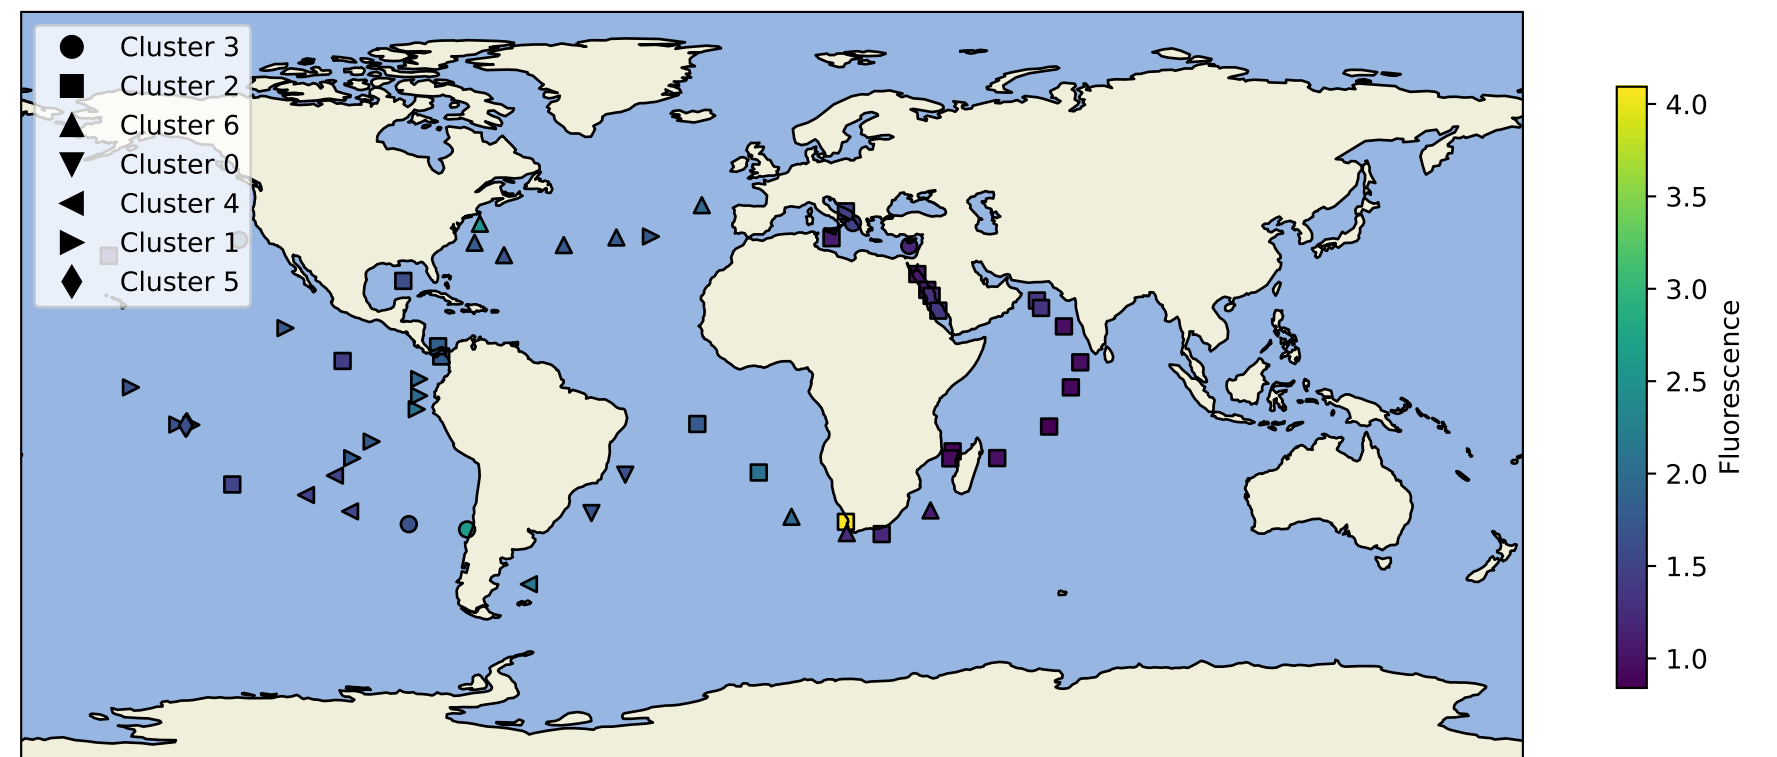 Cluster 3
Cluster 2
Cluster 6
Cluster 0
Cluster 4
Cluster 1
Cluster 5
4.0
3.5
3.0
2.5
2.0
1.5
1.0
Fluorescence